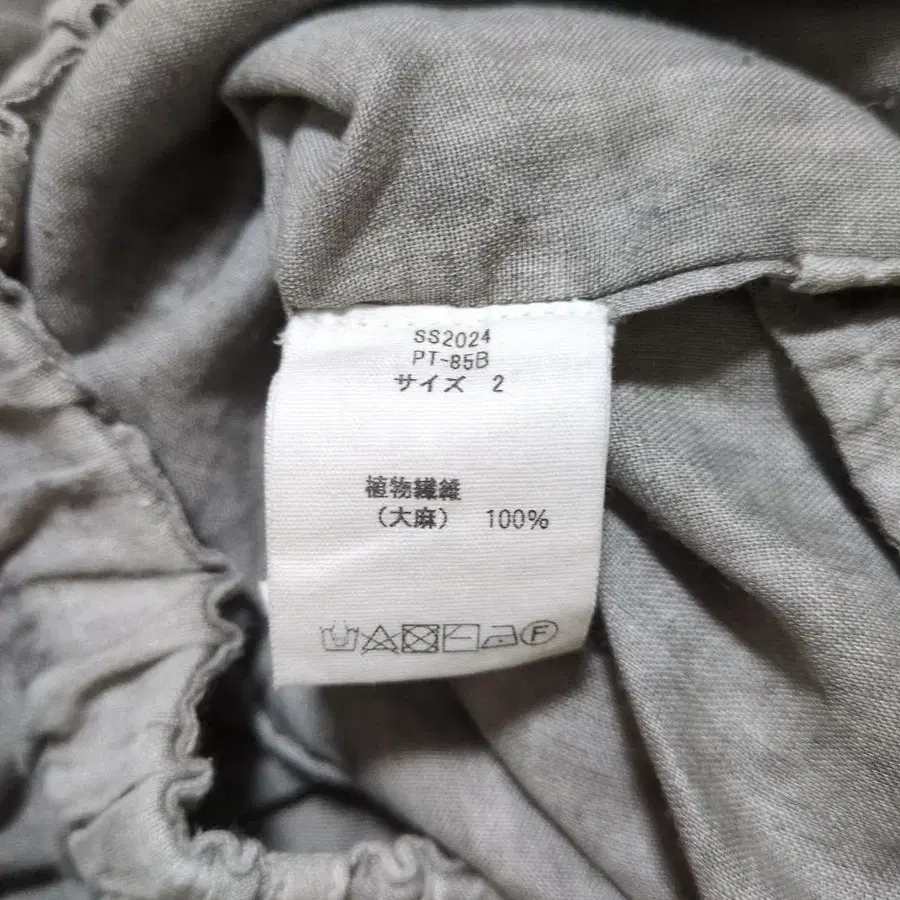 SS2024
PT-85B
サイズ 2
植物繊維
（大麻） 100%
F